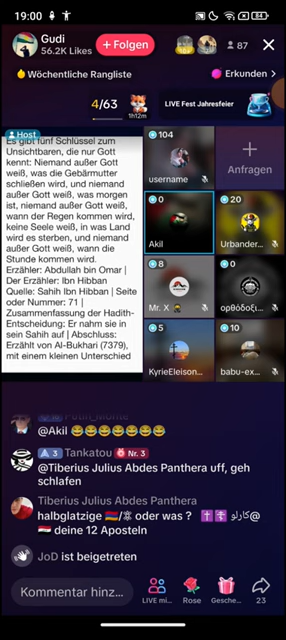 19:00
84
Gudi
56.2K Likes
+ Folgen
87
Wöchentliche Rangliste
Erkunden >
4/63
1h12m
LIVE Fest Jahresfeier
Host
Es gibt fünf Schlüssel zum
Unsichtbaren, die nur Gott
kennt: Niemand außer Gott
weiß, was die Gebärmutter
schließen wird, und niemand
außer Gott weiß, was morgen
ist, niemand außer Gott weiß,
wann der Regen kommen wird,
keine Seele weiß, in was Land
wird es sterben, und niemand
außer Gott weiß, wann die
Stunde kommen wird.
Erzähler: Abdullah bin Omar |
Der Erzähler: Ibn Hibban
Quelle: Sahih Ibn Hibban | Seite
oder Nummer: 71 |
Zusammenfassung der Hadith-
Entscheidung: Er nahm sie in
sein Sahih auf | Abschluss:
Erzählt von Al-Bukhari (7379),
mit einem kleinen Unterschied
104
username
+
Anfragen
0
Akil
20
Urbander...
8
Mr. X
0
ορθόδοξι...
5
KyrieEleison...
10
babu-ex...
@Akil 😂😂😂😂😂😂😂
3 Tankatou Nr. 3
@Tiberius Julius Abdes Panthera uff, geh
schlafen
Tiberius Julius Abdes Panthera
halbglatzige 🇦🇲/🕷 oder was ? ✝️☦️ كارلو@
🇪🇬 deine 12 Aposteln
JoD ist beigetreten
Kommentar hinz...
LIVE mi...
Rose
Gesche...
23